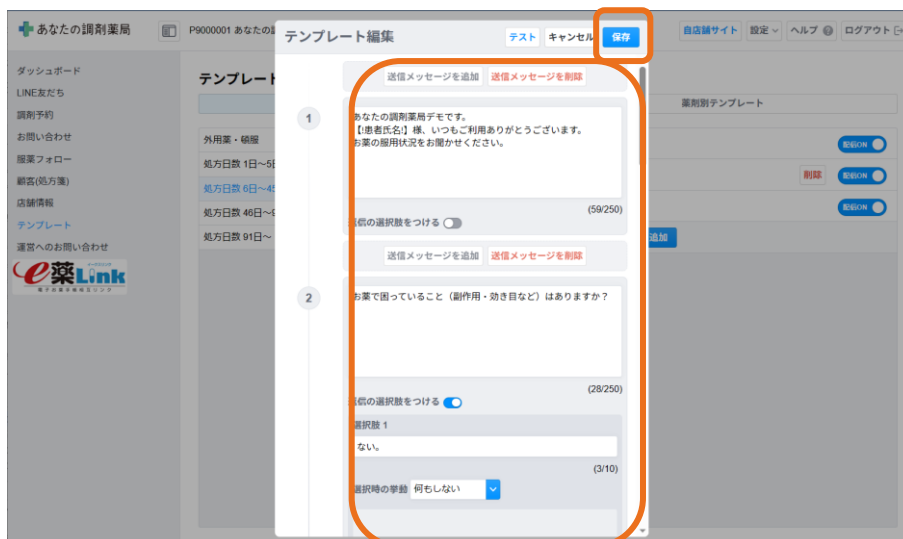 あなたの調剤薬局
P9000001 あなたの
自店舗サイト 設定 ヘルプ ログアウト
ダッシュボード
LINE友だち
調剤予約
お問い合わせ
服薬フォロー
顧客(処方箋)
店舗情報
テンプレート
運営へのお問い合わせ
e薬Link
電子お薬手帳相互リンク
テンプレート
薬剤別テンプレート
外用薬・頓服
処方日数 1日～5
処方日数 6日～45
処方日数 46日～9
処方日数 91日～
配信ON
削除 配信ON
配信ON
追加
テンプレート編集 テスト キャンセル 保存
送信メッセージを追加 送信メッセージを削除
1
あなたの調剤薬局デモです。
【!患者氏名!】様、いつもご利用ありがとうございます。
お薬の服用状況をお聞かせください。
(59/250)
返信の選択肢をつける
送信メッセージを追加 送信メッセージを削除
2
お薬で困っていること（副作用・効き目など）はありますか？
(28/250)
返信の選択肢をつける
選択肢 1
ない。
(3/10)
選択時の挙動 何もしない